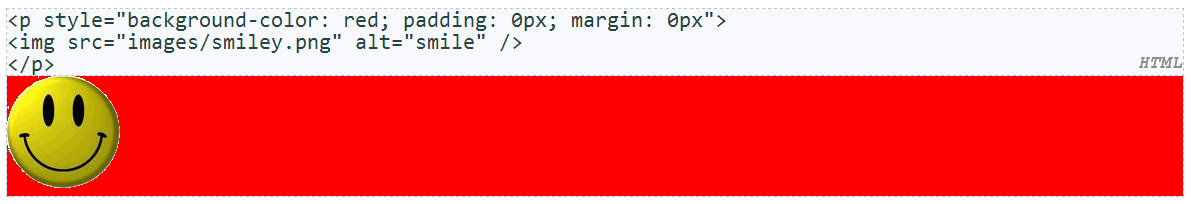 <p style="background-color: red; padding: 0px; margin: 0px">
<img src="images/smiley.png" alt="smile" />
</p>
HTML